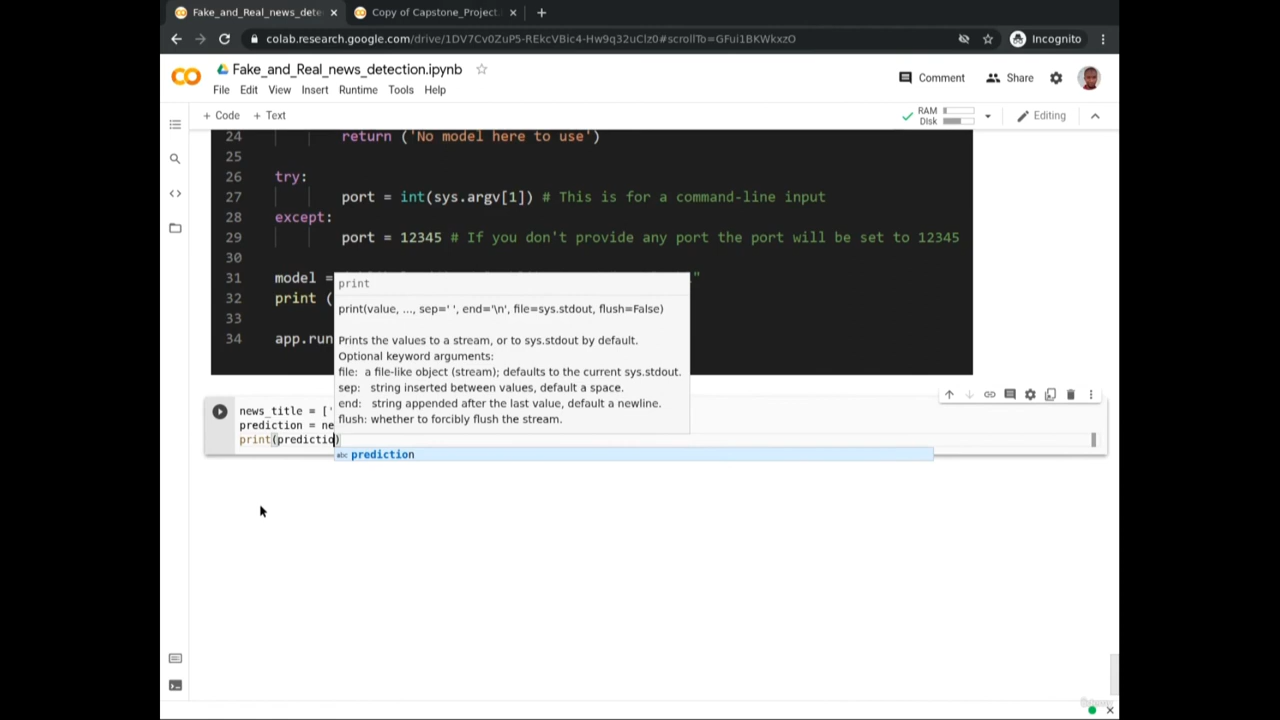 Fake_and_Real_news_dete
Copy of Capstone_Project.
colab.research.google.com/drive/1DV7Cv0ZuP5-REkcVBic4-Hw9q32uClz0#scrollTo=GFui1BKWkxzO
Incognito
Fake_and_Real_news_detection.ipynb
Comment
Share
File Edit View Insert Runtime Tools Help
+ Code + Text
RAM
Disk
Editing
24 return ('No model here to use')
25
26 try:
27 port = int(sys.argv[1]) # This is for a command-line input
28 except:
29 port = 12345 # If you don't provide any port the port will be set to 12345
30
31 model = "
32 print (
33
34 app.run
print
print(value, ..., sep=' ', end='\n', file=sys.stdout, flush=False)
Prints the values to a stream, or to sys.stdout by default.
Optional keyword arguments:
file: a file-like object (stream); defaults to the current sys.stdout.
sep: string inserted between values, default a space.
end: string appended after the last value, default a newline.
flush: whether to forcibly flush the stream.
news_title = ['
prediction = ne
print(predictio)
abc prediction